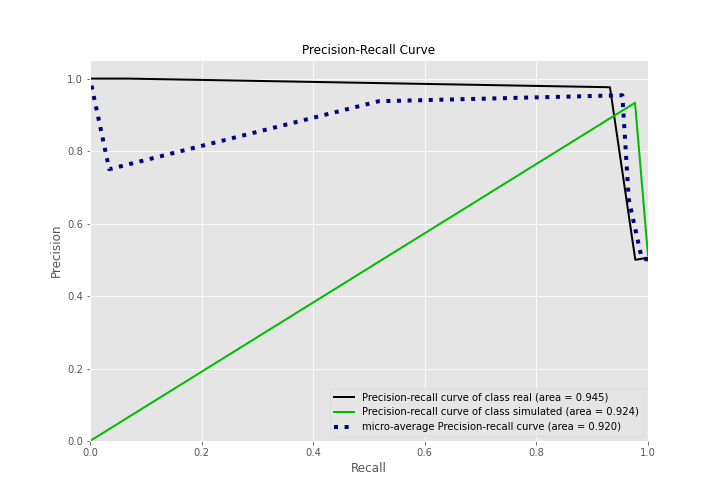 Precision-Recall Curve
1.0
0.8
0.6
0.4
0.2
0.0
Precision
0.0 0.2 0.4 0.6 0.8 1.0
Recall
Precision-recall curve of class real (area = 0.945)
Precision-recall curve of class simulated (area = 0.924)
micro-average Precision-recall curve (area = 0.920)